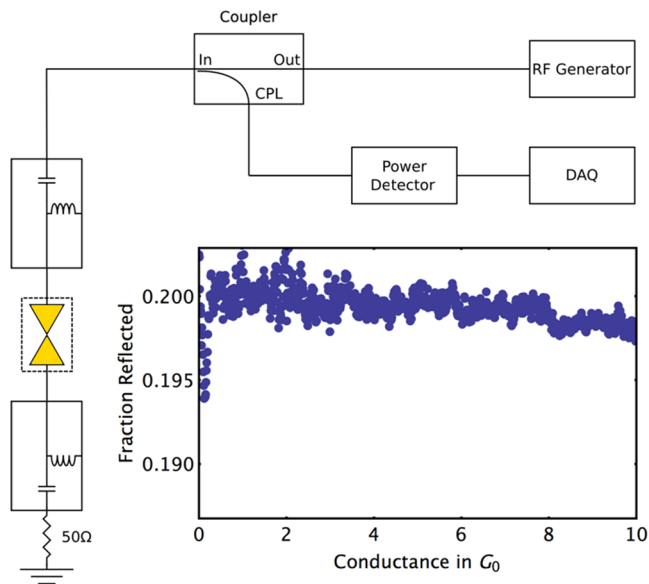 Coupler
In Out
CPL
RF Generator
Power
Detector
DAQ
50Ω
Fraction Reflected
0.200
0.195
0.190
0 2 4 6 8 10
Conductance in G0